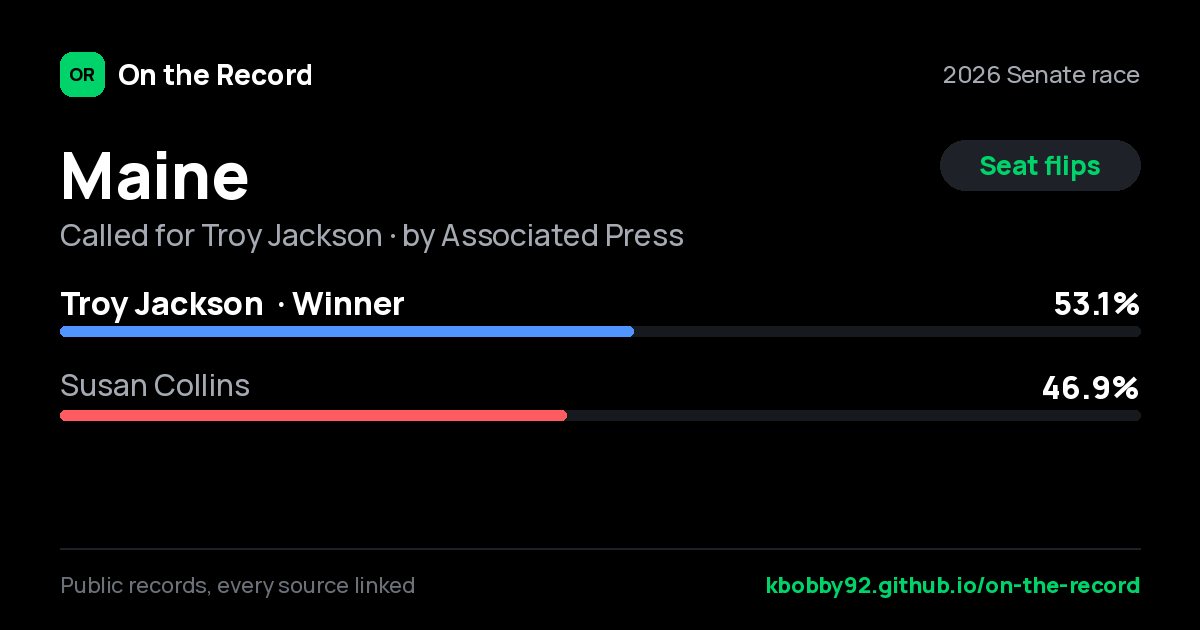 OR On the Record
2026 Senate race
Maine
Seat flips
Called for Troy Jackson · by Associated Press
Troy Jackson · Winner 53.1%
Susan Collins 46.9%
Public records, every source linked
kbobby92.github.io/on-the-record